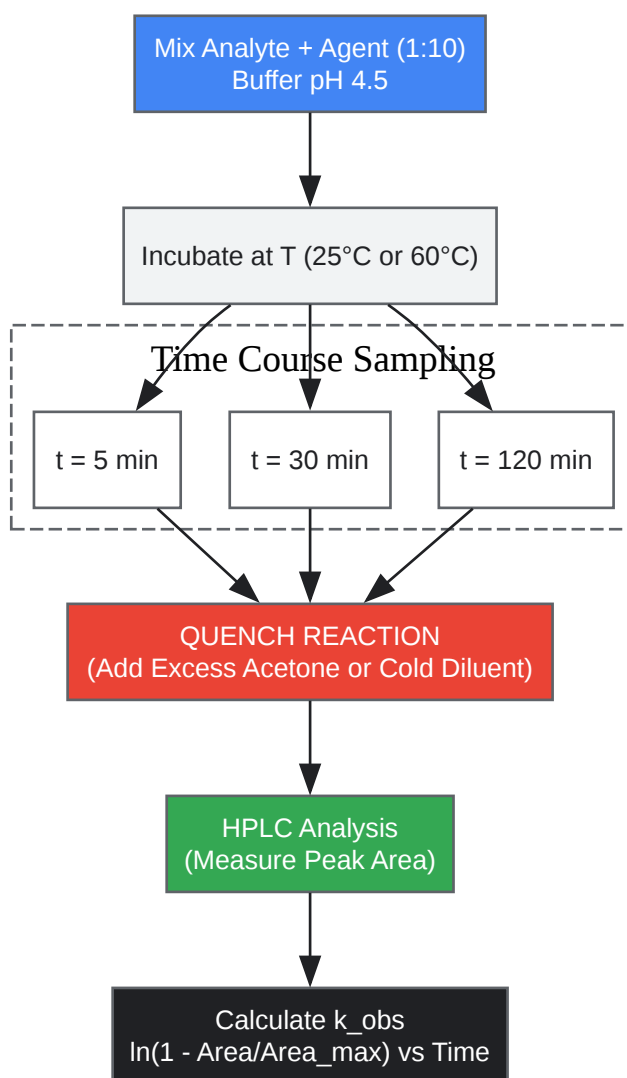 Mix Analyte + Agent (1:10)
Buffer pH 4.5
Incubate at T (25°C or 60°C)
Time Course Sampling
t = 5 min
t = 30 min
t = 120 min
QUENCH REACTION
(Add Excess Acetone or Cold Diluent)
HPLC Analysis
(Measure Peak Area)
Calculate k_obs
ln(1 - Area/Area_max) vs Time